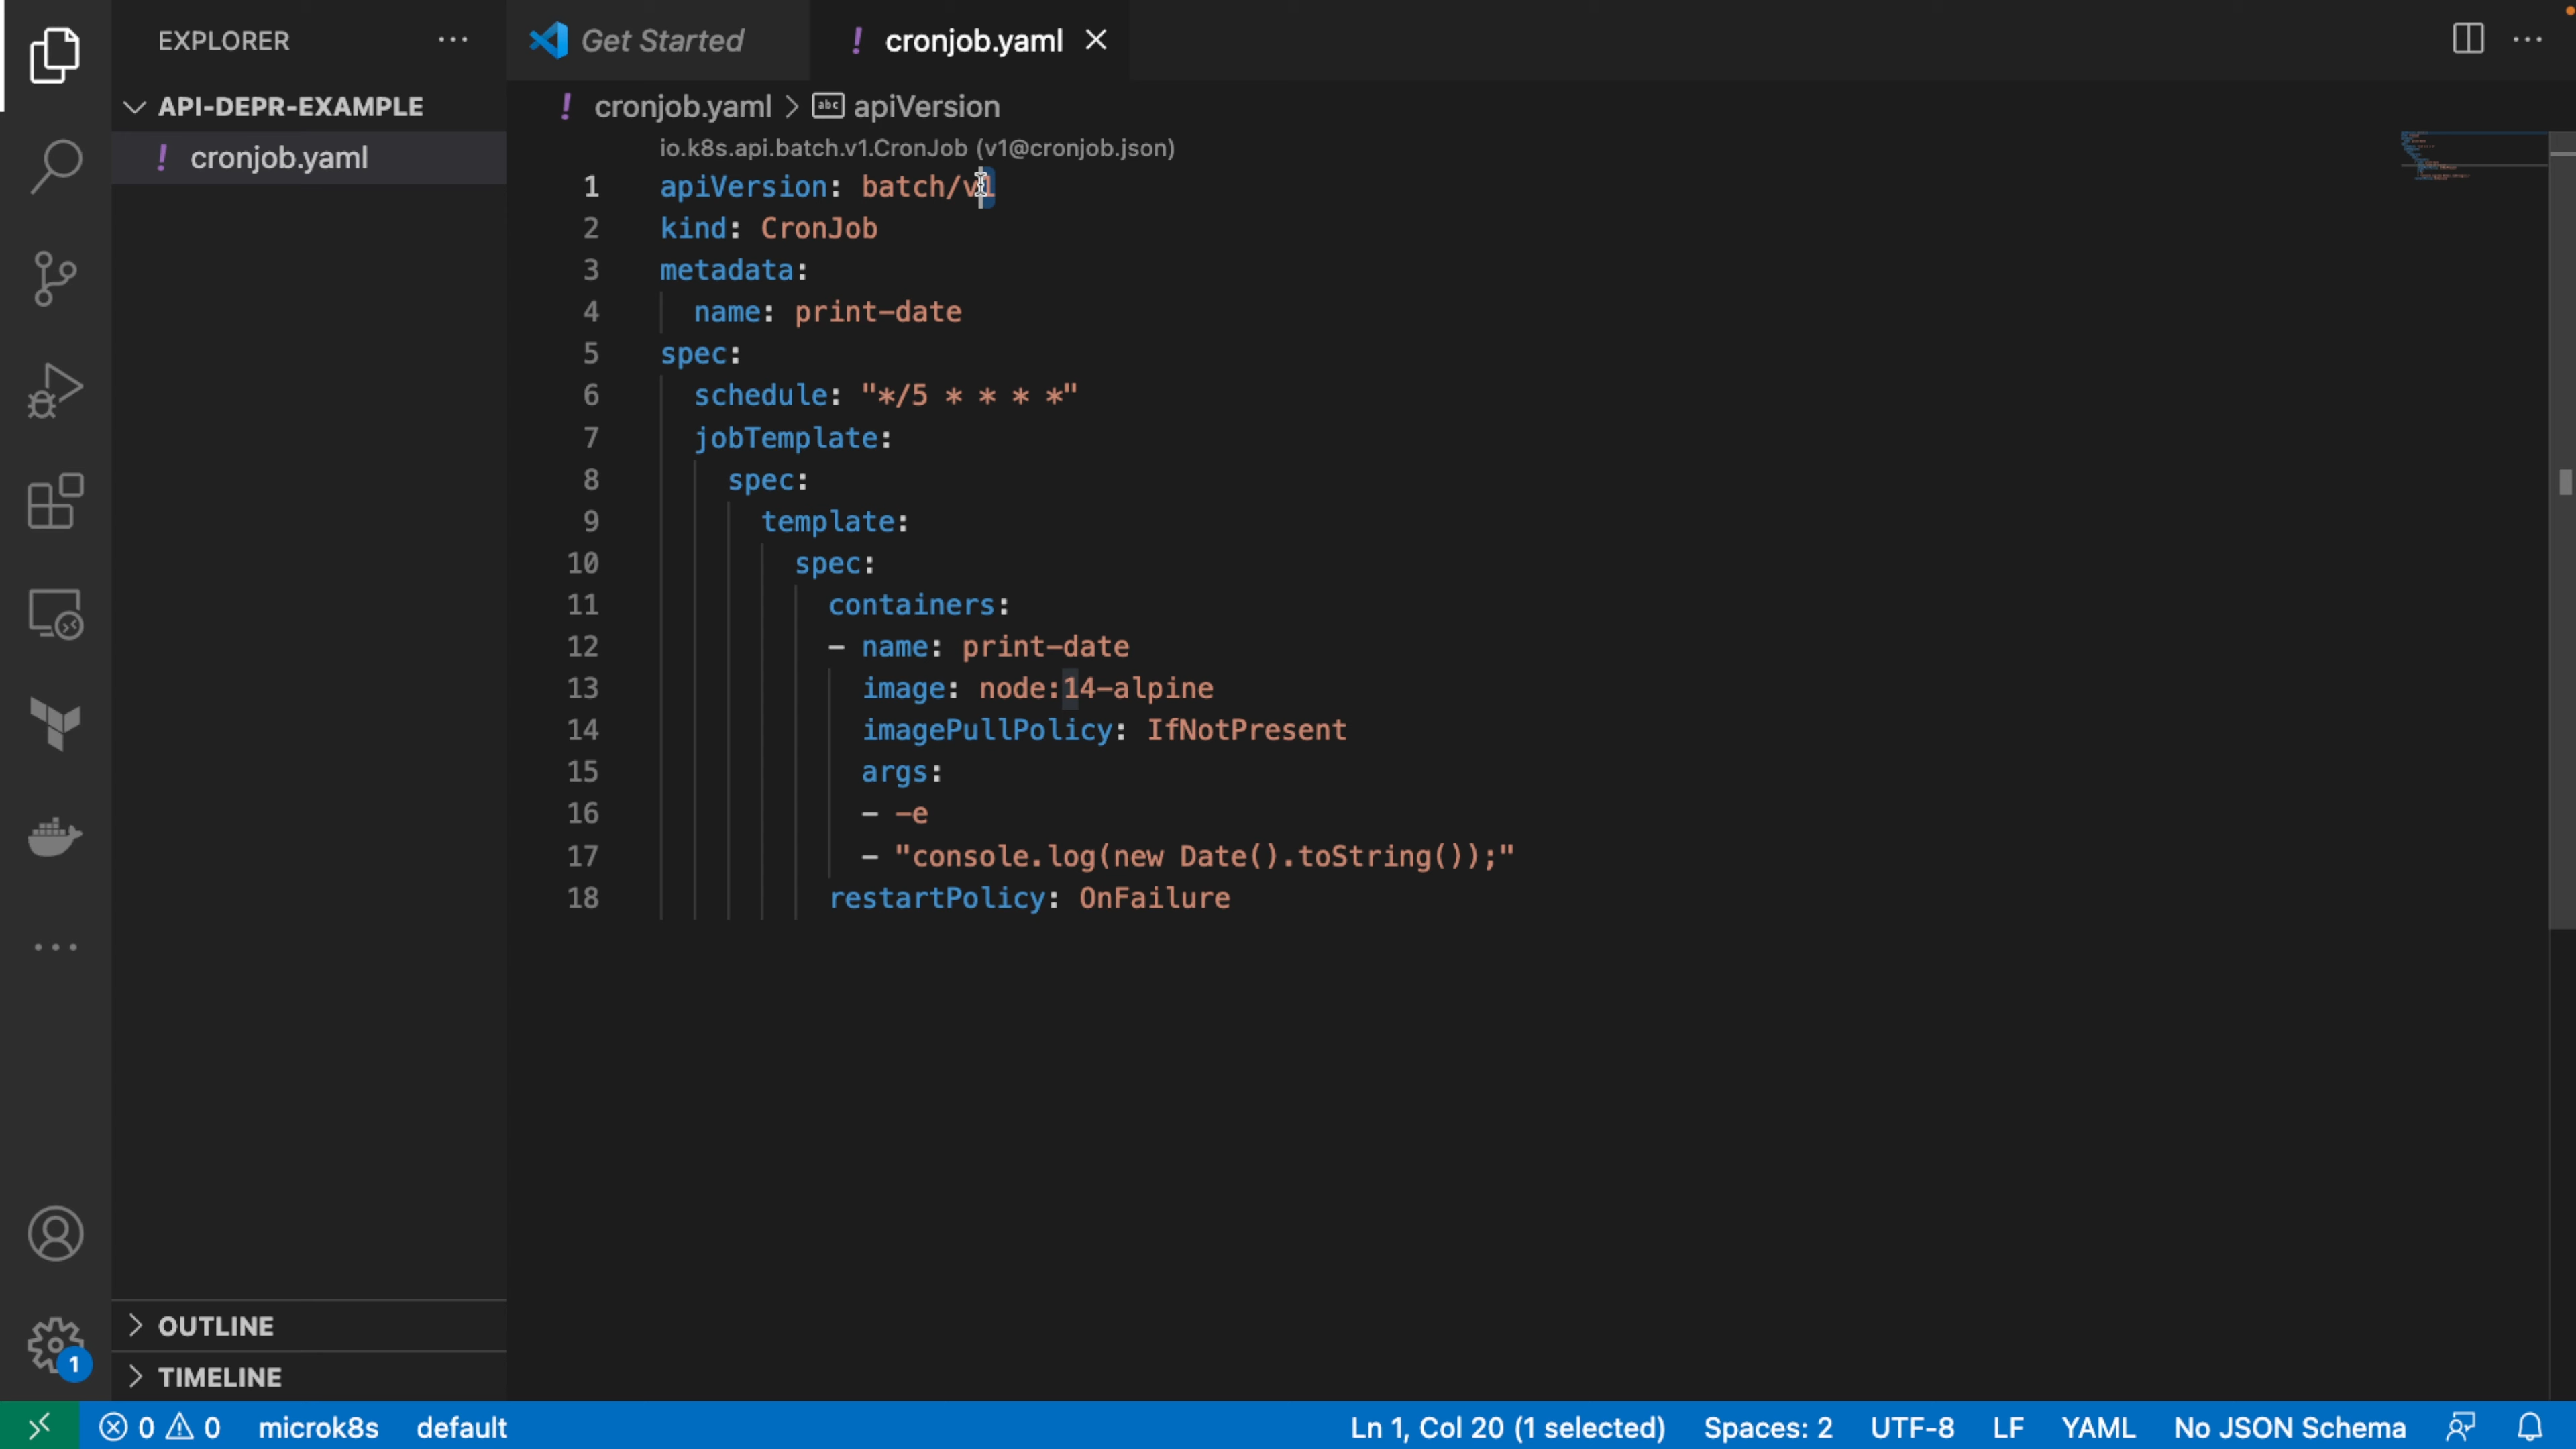 EXPLORER
API-DEPR-EXAMPLE
! cronjob.yaml
OUTLINE
TIMELINE
Get Started
! cronjob.yaml
! cronjob.yaml > abc apiVersion
io.k8s.api.batch.v1.CronJob (v1@cronjob.json)
1 apiVersion: batch/v1
2 kind: CronJob
3 metadata:
4   name: print-date
5 spec:
6   schedule: "*/5 * * * *"
7   jobTemplate:
8     spec:
9       template:
10         spec:
11           containers:
12           - name: print-date
13             image: node:14-alpine
14             imagePullPolicy: IfNotPresent
15             args:
16             - -e
17             - "console.log(new Date().toString());"
18           restartPolicy: OnFailure
1
0 0 microk8s default Ln 1, Col 20 (1 selected) Spaces: 2 UTF-8 LF YAML No JSON Schema